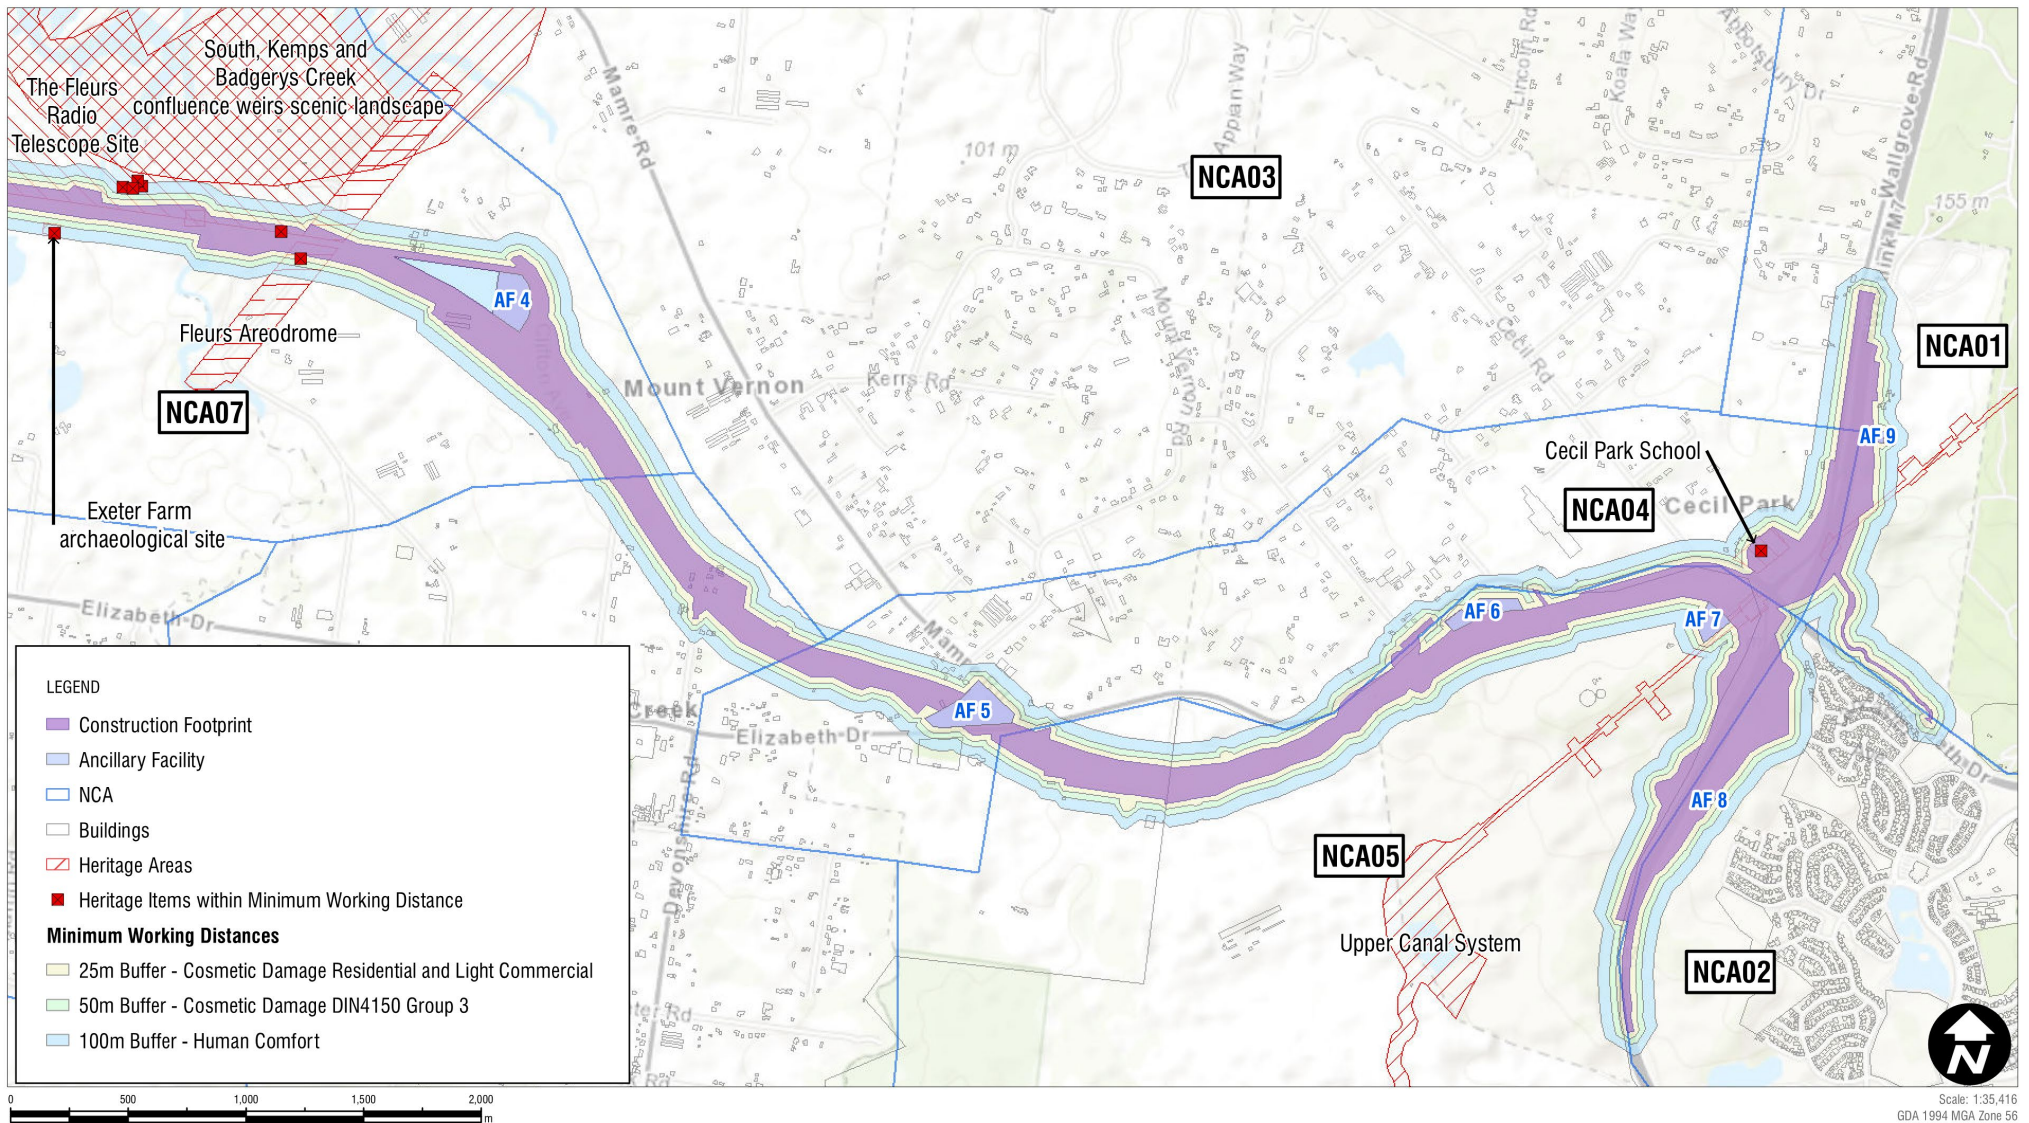 South, Kemps and
Badgerys Creek
confluence weirs scenic landscape
The Fleurs
Radio
Telescope Site
Mamre Rd
101 m
Appian Way
Lincoln Rd
Koala Way
Abbotsbury Dr
Wallgrove Rd
link M7
155 m
NCA03
NCA01
AF 4
Fleurs Areodrome
NCA07
Mount Vernon
Kerrs Rd
Mount Vernon Rd
Cecil Rd
AF 9
Cecil Park School
NCA04
Cecil Park
Exeter Farm
archaeological site
Elizabeth Dr
AF 6
AF 7
Mamre
AF 5
Creek
Elizabeth Dr
Devonshire Rd
AF 8
NCA05
Upper Canal System
NCA02
LEGEND
Construction Footprint
Ancillary Facility
NCA
Buildings
Heritage Areas
Heritage Items within Minimum Working Distance
Minimum Working Distances
25m Buffer - Cosmetic Damage Residential and Light Commercial
50m Buffer - Cosmetic Damage DIN4150 Group 3
100m Buffer - Human Comfort
N
0 500 1,000 1,500 2,000
m
Scale: 1:35,416
GDA 1994 MGA Zone 56